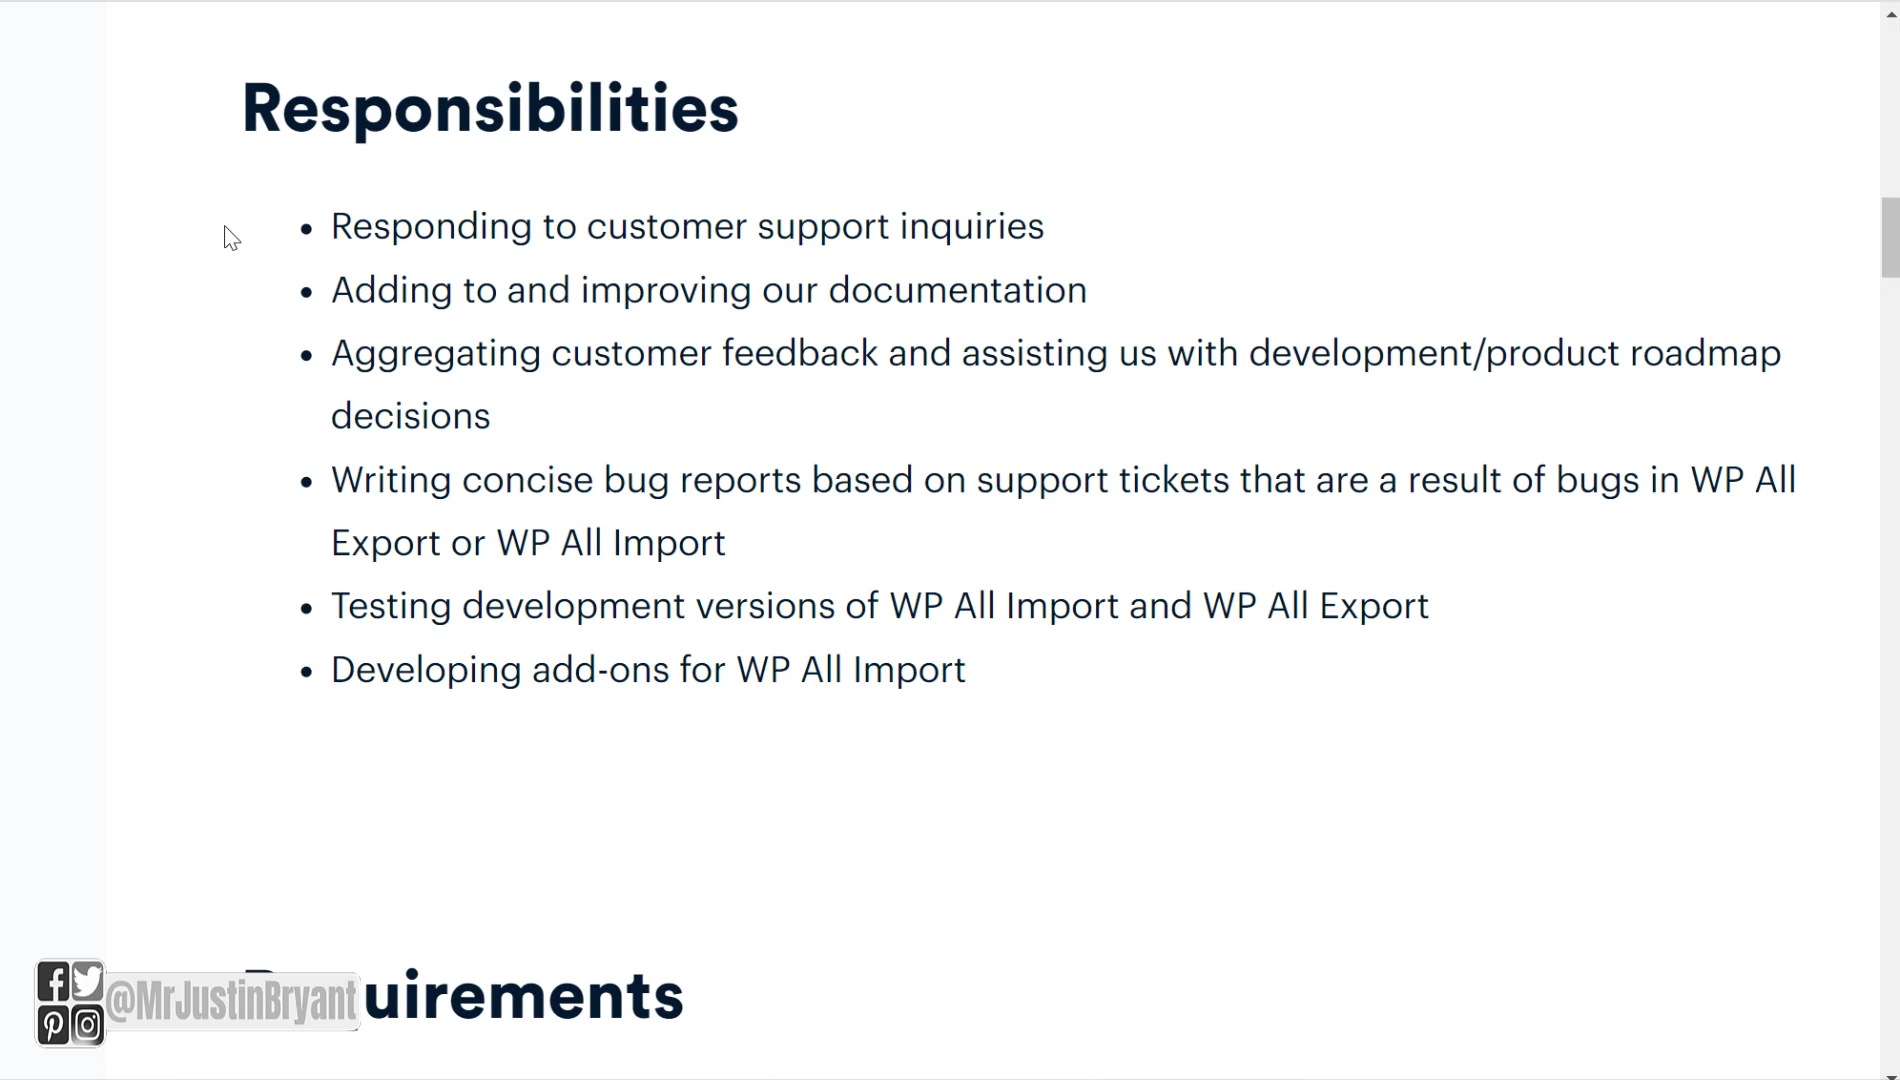 Responsibilities
• Responding to customer support inquiries
• Adding to and improving our documentation
• Aggregating customer feedback and assisting us with development/product roadmap
decisions
• Writing concise bug reports based on support tickets that are a result of bugs in WP All
Export or WP All Import
• Testing development versions of WP All Import and WP All Export
• Developing add-ons for WP All Import
@MrJustinBryant
uirements